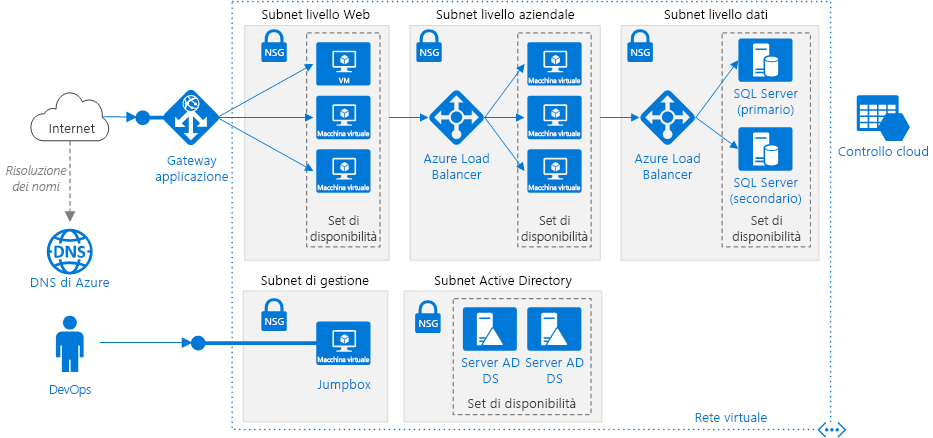 Subnet livello Web
Subnet livello aziendale
Subnet livello dati
NSG
NSG
NSG
VM
Macchina virtuale
Macchina virtuale
Macchina virtuale
Macchina virtuale
Macchina virtuale
Internet
Gateway
applicazione
Azure Load
Balancer
Azure Load
Balancer
SQL Server
(primario)
SQL Server
(secondario)
Controllo cloud
Risoluzione
dei nomi
Set di
disponibilità
Set di
disponibilità
Set di
disponibilità
DNS
DNS di Azure
Subnet di gestione
Subnet Active Directory
NSG
NSG
Macchina virtuale
Jumpbox
Server AD
DS
Server AD
DS
Set di disponibilità
DevOps
Rete virtuale